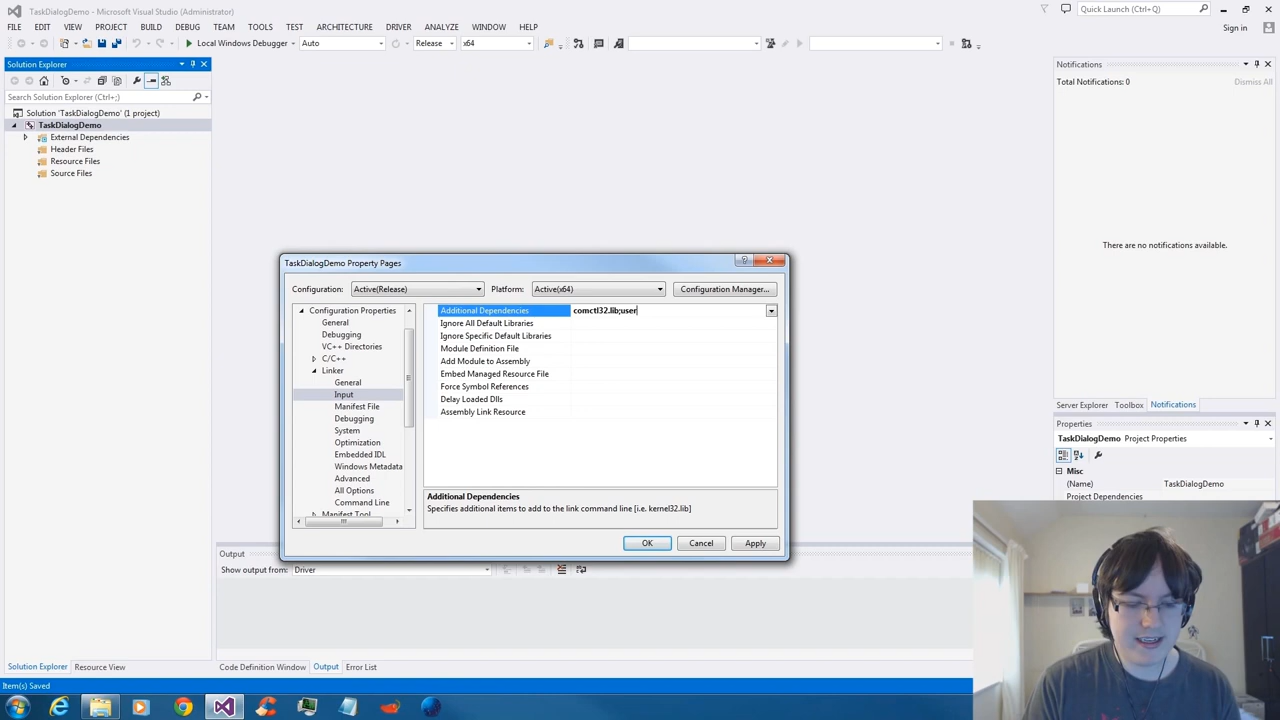 TaskDialogDemo - Microsoft Visual Studio (Administrator)
Quick Launch (Ctrl+Q)
FILE EDIT VIEW PROJECT BUILD DEBUG TEAM TOOLS TEST ARCHITECTURE DRIVER ANALYZE WINDOW HELP
Sign in
Local Windows Debugger Auto Release x64
Solution Explorer
Search Solution Explorer (Ctrl+;)
Solution 'TaskDialogDemo' (1 project)
TaskDialogDemo
External Dependencies
Header Files
Resource Files
Source Files
Notifications
Total Notifications: 0 Dismiss All
There are no notifications available.
TaskDialogDemo Property Pages
Configuration: Active(Release) Platform: Active(x64) Configuration Manager...
Configuration Properties
General
Debugging
VC++ Directories
C/C++
Linker
General
Input
Manifest File
Debugging
System
Optimization
Embedded IDL
Windows Metadata
Advanced
All Options
Command Line
Manifest Tool
Additional Dependencies comctl32.lib;user
Ignore All Default Libraries
Ignore Specific Default Libraries
Module Definition File
Add Module to Assembly
Embed Managed Resource File
Force Symbol References
Delay Loaded Dlls
Assembly Link Resource
Additional Dependencies
Specifies additional items to add to the link command line [i.e. kernel32.lib]
OK Cancel Apply
Server Explorer Toolbox Notifications
Properties
TaskDialogDemo Project Properties
Misc
(Name) TaskDialogDemo
Project Dependencies
Output
Show output from: Driver
Solution Explorer Resource View
Code Definition Window Output Error List
Item(s) Saved